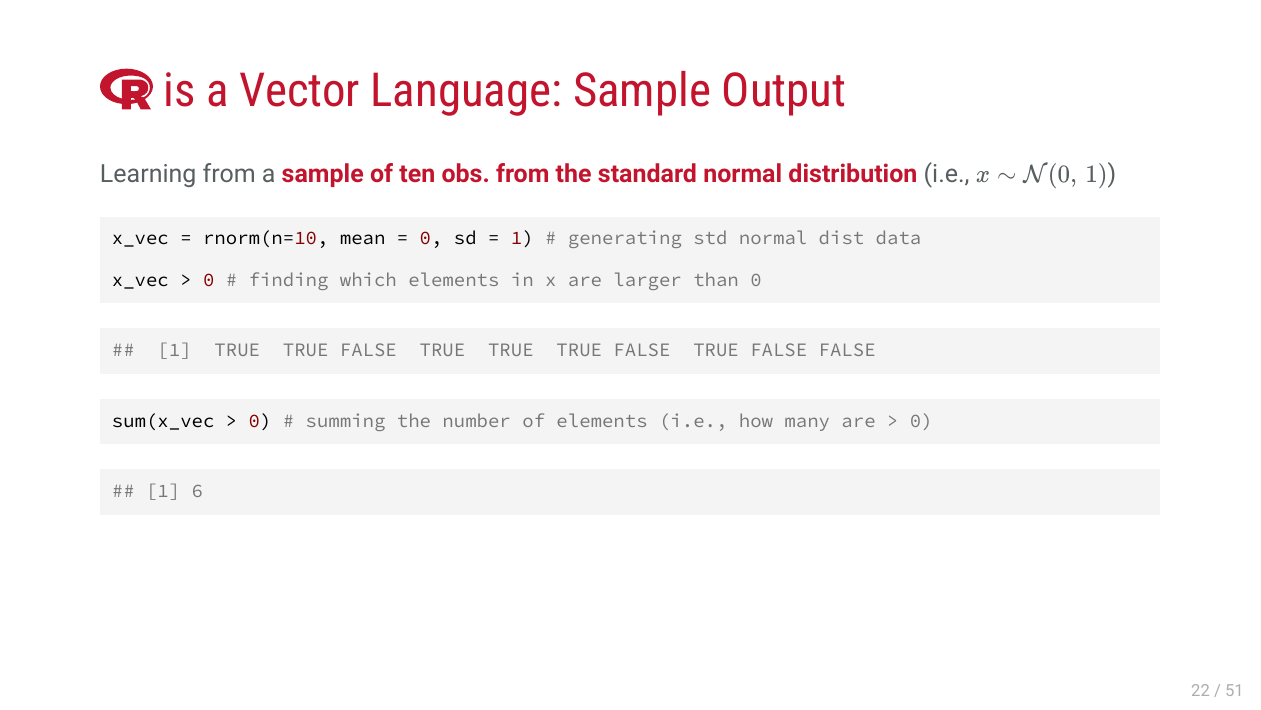 R is a Vector Language: Sample Output
Learning from a sample of ten obs. from the standard normal distribution (i.e., x ∼ 𝒩(0, 1))
x_vec = rnorm(n=10, mean = 0, sd = 1) # generating std normal dist data
x_vec > 0 # finding which elements in x are larger than 0
##  [1]  TRUE  TRUE FALSE  TRUE  TRUE  TRUE FALSE  TRUE FALSE FALSE
sum(x_vec > 0) # summing the number of elements (i.e., how many are > 0)
## [1] 6
22 / 51